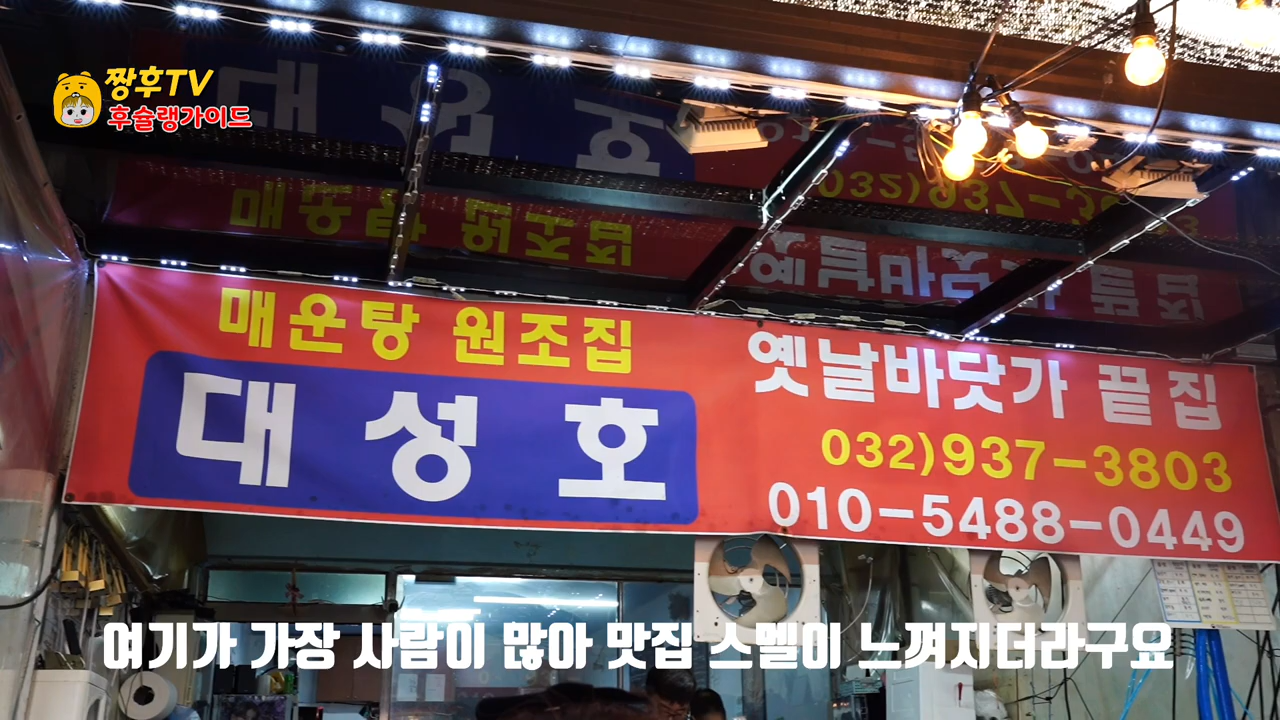 짱후TV
후슐랭가이드
매운탕 원조집
대성호
옛날바닷가 끝집
032)937-3803
010-5488-0449
여기가 가장 사람이 많아 맛집 스멜이 느껴지더라구요